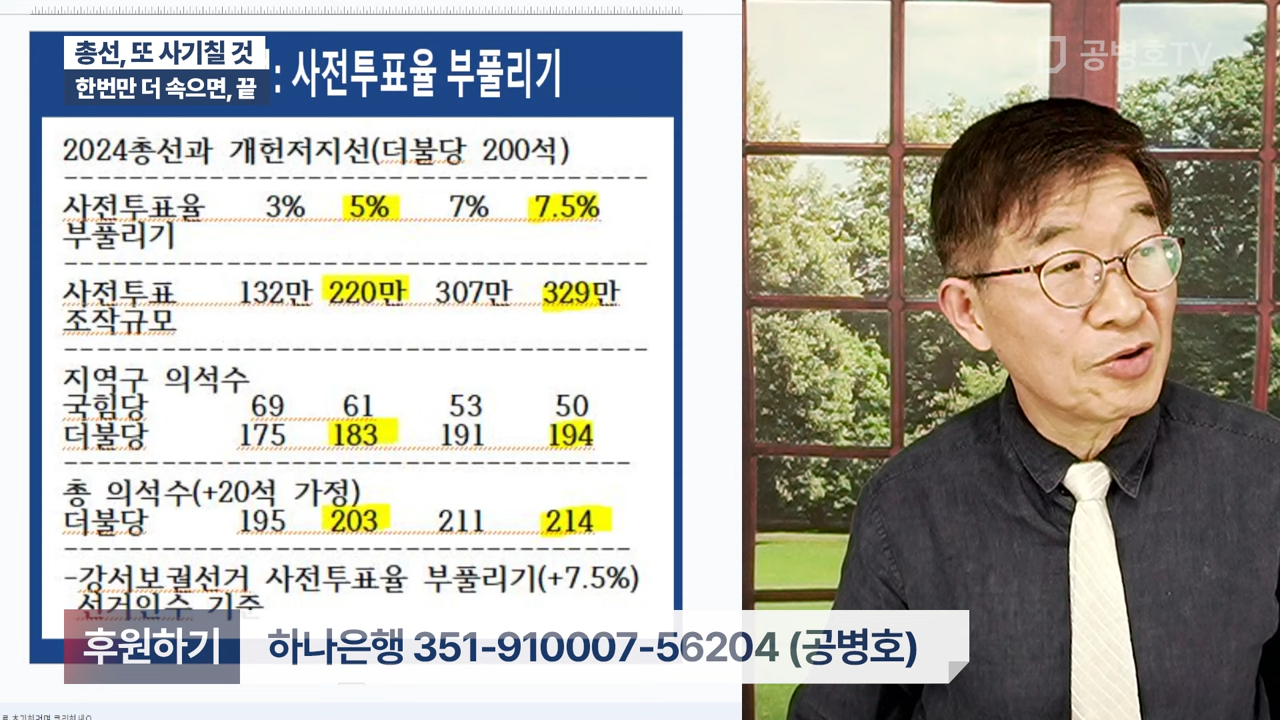 총선, 또 사기칠 것
한번만 더 속으면, 끝
: 사전투표율 부풀리기
공병호TV
2024총선과 개헌저지선(더불당 200석)
사전투표율 3% 5% 7% 7.5%
부풀리기
사전투표 132만 220만 307만 329만
조작규모
지역구 의석수
국힘당 69 61 53 50
더불당 175 183 191 194
총 의석수(+20석 가정)
더불당 195 203 211 214
-강서보궐선거 사전투표율 부풀리기(+7.5%)
선거인수 기준
후원하기 하나은행 351-910007-56204 (공병호)